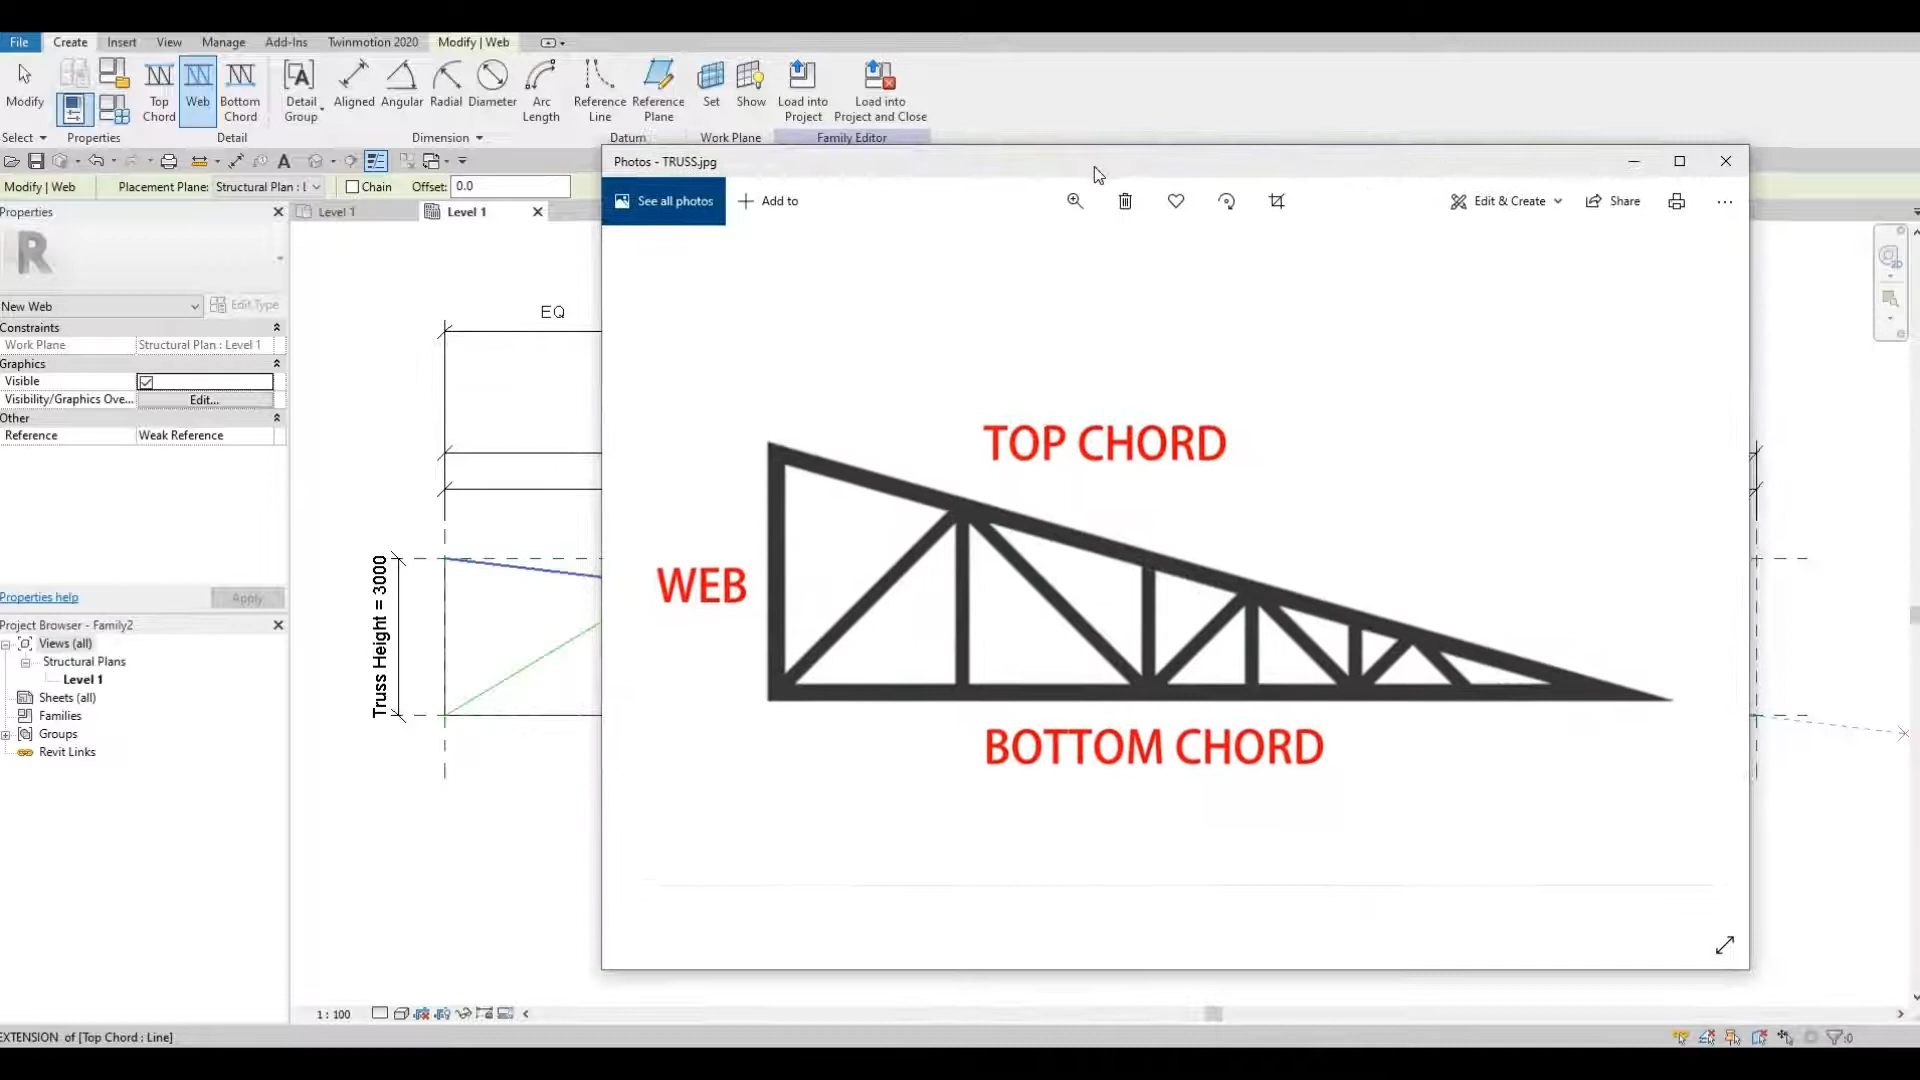 File Create Insert View Manage Add-Ins Twinmotion 2020 Modify | Web
Modify Top Chord Web Bottom Chord Detail Group Aligned Angular Radial Diameter Arc Length Reference Line Reference Plane Set Show Load into Project Load into Project and Close
Select Properties Detail Dimension Datum Work Plane Family Editor
Modify | Web Placement Plane: Structural Plan : L Chain Offset: 0.0
Photos - TRUSS.jpg
See all photos Add to Edit & Create Share
Properties
Level 1 Level 1
New Web Edit Type
Constraints
Work Plane Structural Plan : Level 1
Graphics
Visible
Visibility/Graphics Ove... Edit...
Other
Reference Weak Reference
Properties help Apply
Project Browser - Family2
Views (all)
Structural Plans
Level 1
Sheets (all)
Families
Groups
Revit Links
EQ
Truss Height = 3000
TOP CHORD
WEB
BOTTOM CHORD
1 : 100
EXTENSION of [Top Chord : Line]
:0
2D